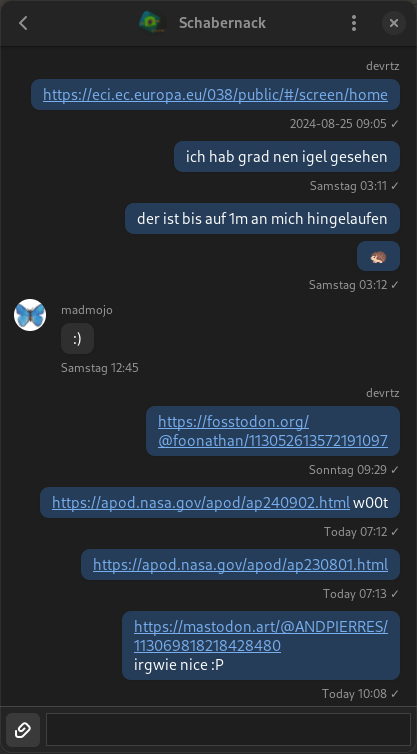 Schabernack
devrtz
https://eci.ec.europa.eu/038/public/#/screen/home
2024-08-25 09:05 ✓
ich hab grad nen igel gesehen
Samstag 03:11 ✓
der ist bis auf 1m an mich hingelaufen
🦔
Samstag 03:12 ✓
madmojo
:)
Samstag 12:45
devrtz
https://fosstodon.org/
@foonathan/113052613572191097
Sonntag 09:29 ✓
https://apod.nasa.gov/apod/ap240902.html w00t
Today 07:12 ✓
https://apod.nasa.gov/apod/ap230801.html
Today 07:13 ✓
https://mastodon.art/@ANDPIERRES/
113069818218428480
irgwie nice :P
Today 10:08 ✓